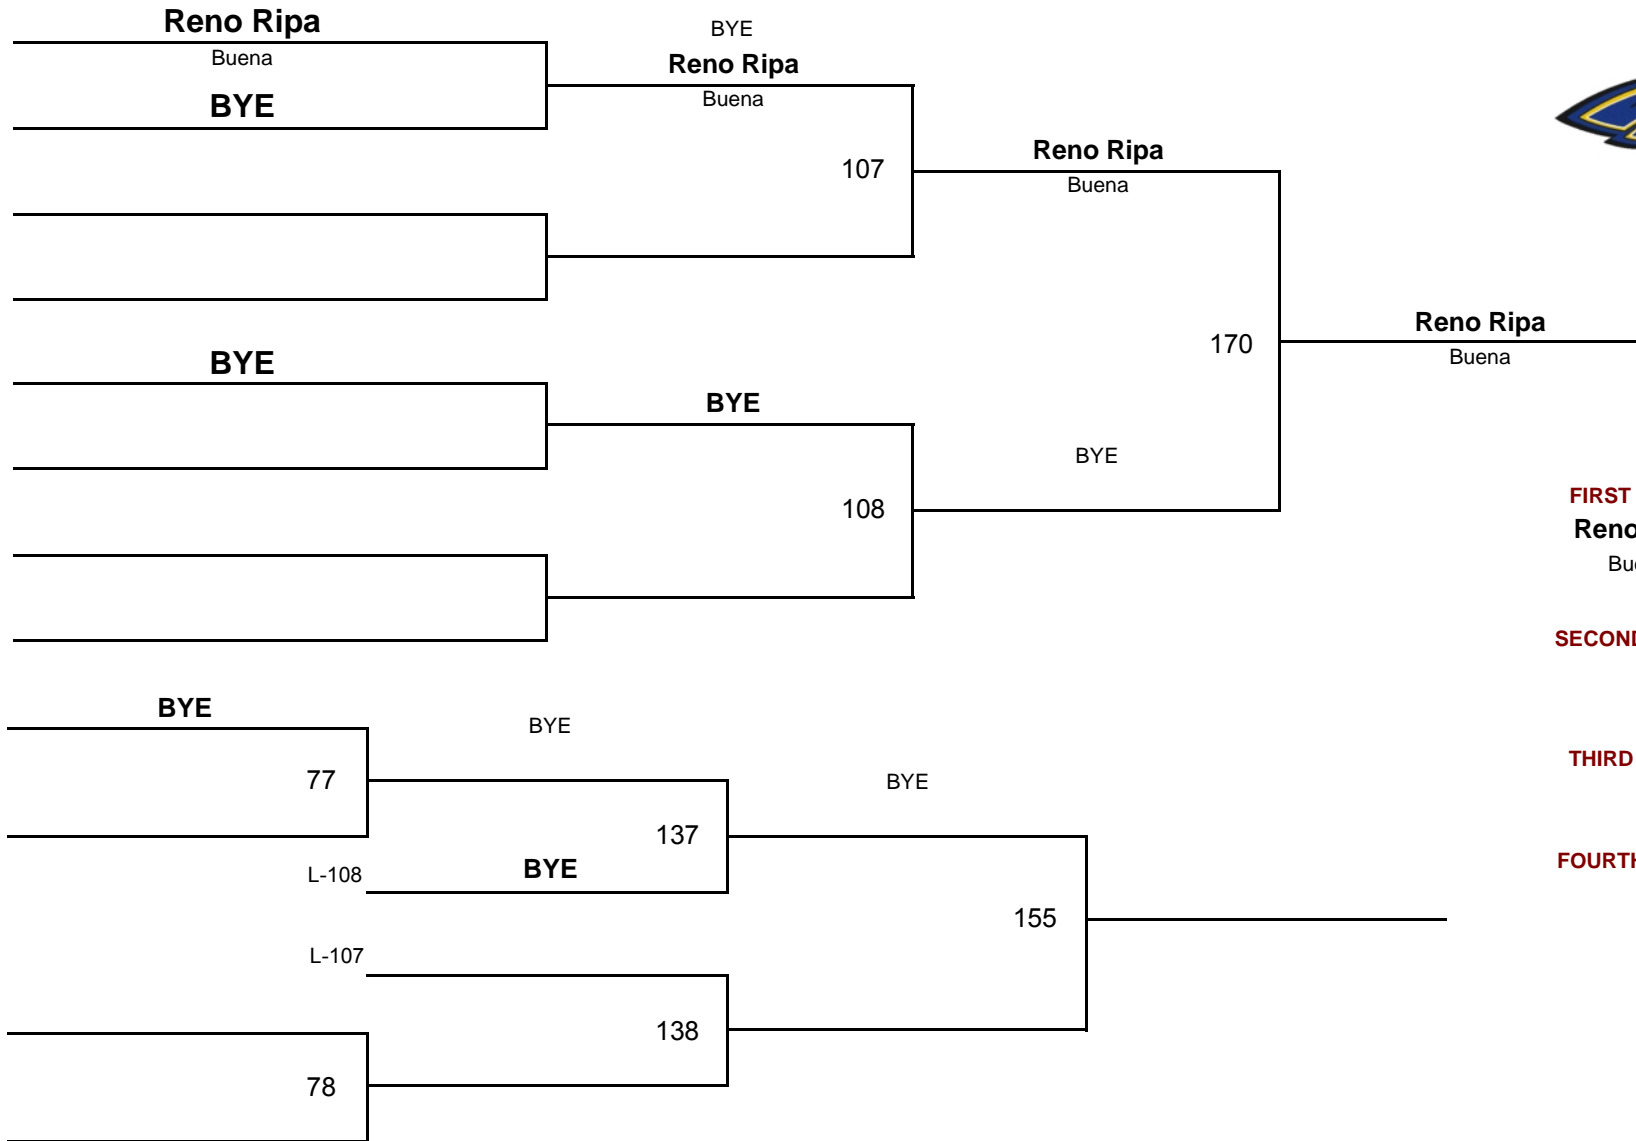 Reno Ripa
Buena
BYE
BYE
Reno Ripa
Buena
107
Reno Ripa
Buena
BYE
BYE
108
BYE
170
Reno Ripa
Buena
FIRST
Reno
SECOND
THIRD
FOURTH
BYE
77
BYE
137
L-108
BYE
BYE
155
L-107
138
78